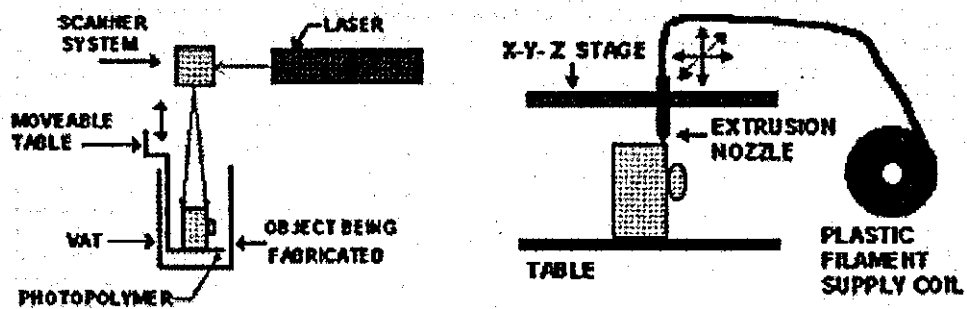 SCANNER
SYSTEM
LASER
MOVEABLE
TABLE
VAT
OBJECT BEING
FABRICATED
PHOTOPOLYMER
X-Y-Z STAGE
EXTRUSION
NOZZLE
TABLE
PLASTIC
FILAMENT
SUPPLY COIL